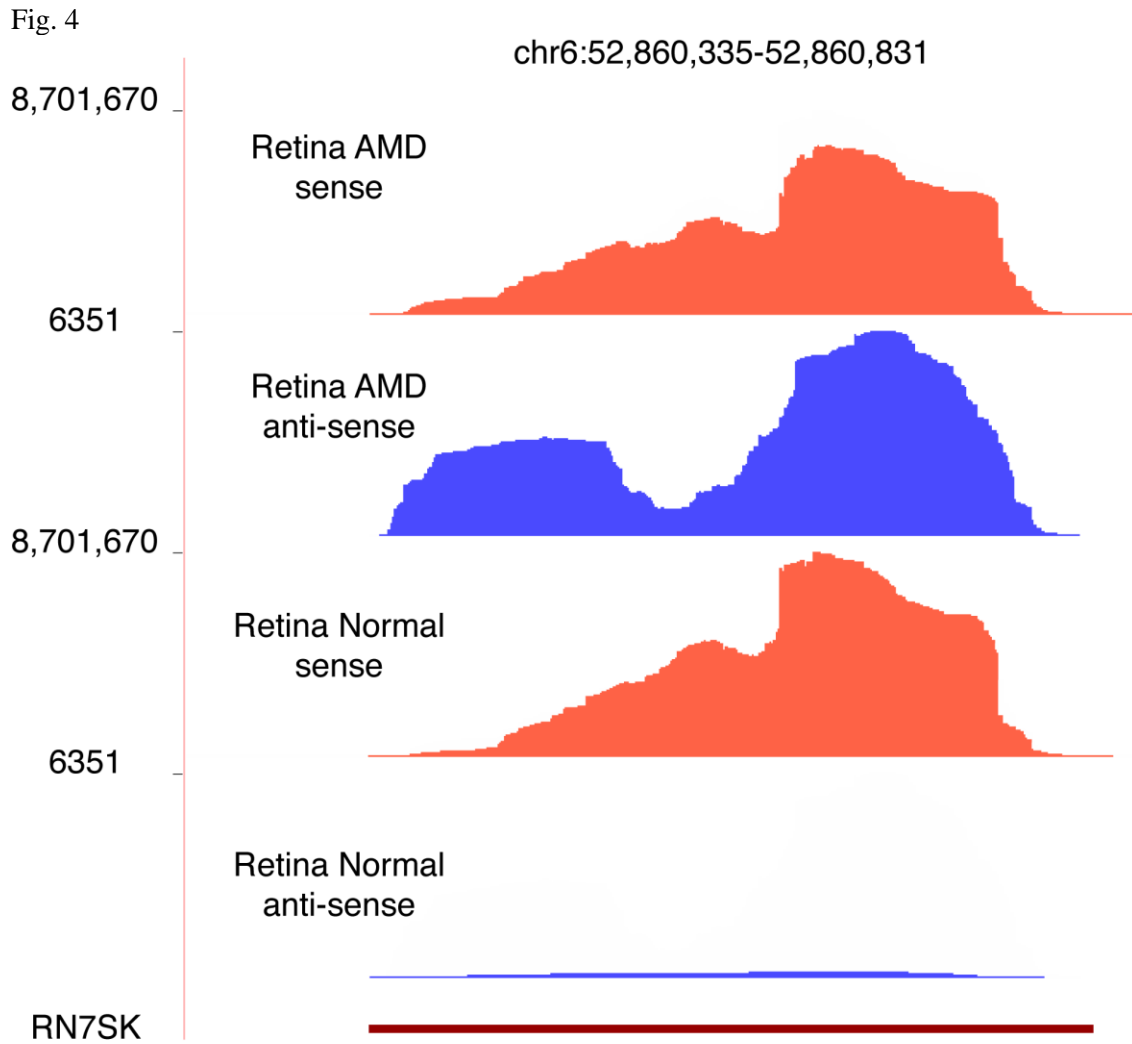 Fig. 4
chr6:52,860,335-52,860,831
8,701,670
Retina AMD
sense
6351
Retina AMD
anti-sense
8,701,670
Retina Normal
sense
6351
Retina Normal
anti-sense
RN7SK